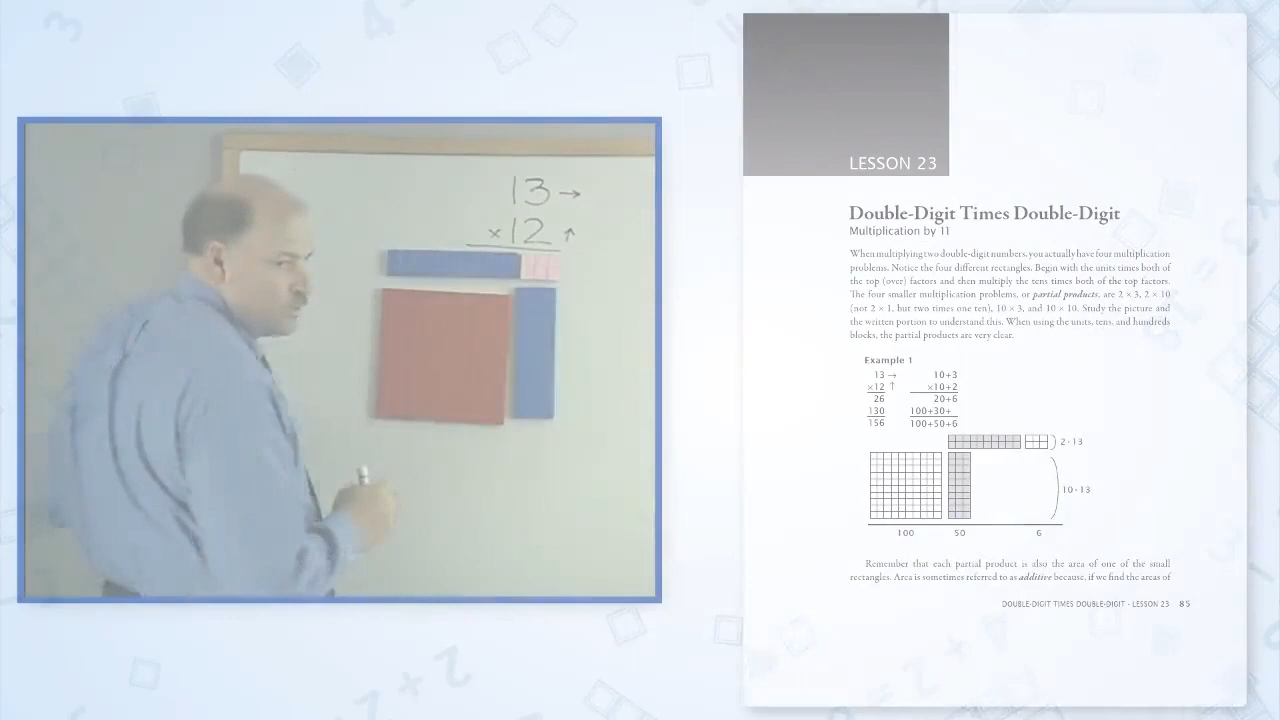 13→
×12↑
LESSON 23
Double-Digit Times Double-Digit
Multiplication by 11
When multiplying two double-digit numbers, you actually have four multiplication
problems. Notice the four different rectangles. Begin with the units times both of
the top (over) factors and then multiply the tens times both of the top factors.
The four smaller multiplication problems, or partial products, are 2 × 3, 2 × 10
(not 2 × 1, but two times one ten), 10 × 3, and 10 × 10. Study the picture and
the written portion to understand this. When using the units, tens, and hundreds
blocks, the partial products are very clear.
Example 1
13 → 10+3
×12 ↑ ×10+2
26 20+6
130 100+30+
156 100+50+6
2·13
10·13
100 50 6
Remember that each partial product is also the area of one of the small
rectangles. Area is sometimes referred to as additive because, if we find the areas of
DOUBLE-DIGIT TIMES DOUBLE-DIGIT - LESSON 23 85
2+2